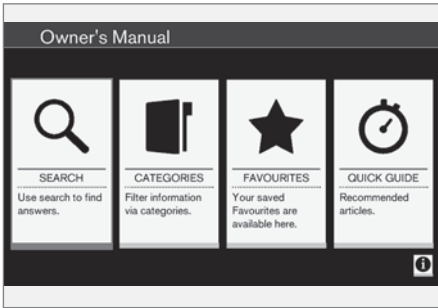 Owner's Manual
SEARCH
Use search to find
answers.
CATEGORIES
Filter information
via categories.
FAVOURITES
Your saved
Favourites are
available here.
QUICK GUIDE
Recommended
articles.